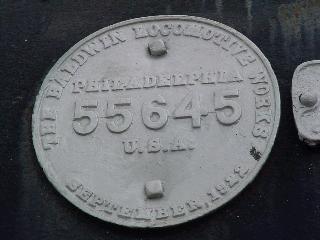 THE BALDWIN LOCOMOTIVE WORKS
PHILADELPHIA
55645
U.S.A.
SEPTEMBER, 1922